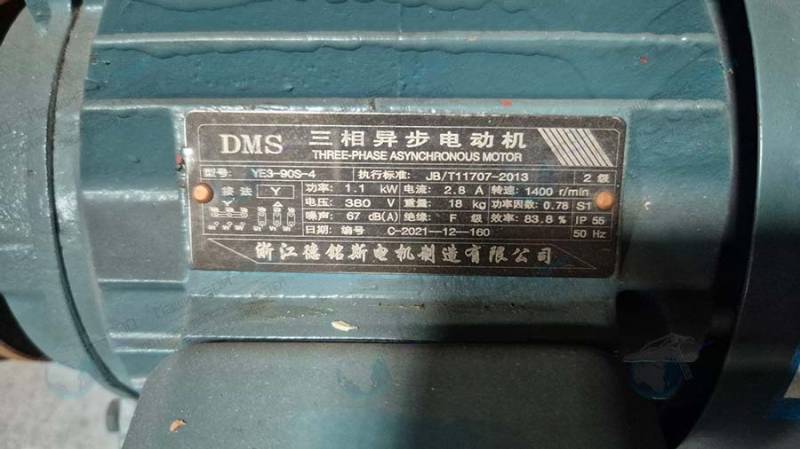 DMS 三相异步电动机
THREE-PHASE ASYNCHRONOUS MOTOR
型号: YE3-90S-4 执行标准: JB/T11707-2013 2 级
接法 Y 功率: 1.1 kW 电流: 2.8 A 转速: 1400 r/min
Y △ 电压: 380 V 重量: 18 kg 功率因数: 0.78 S1
噪声: 67 dB(A) 绝缘: F 级 效率: 83.8% IP 55
日期: 编号 C-2021-12-160 50 Hz
浙江德铭斯电机制造有限公司